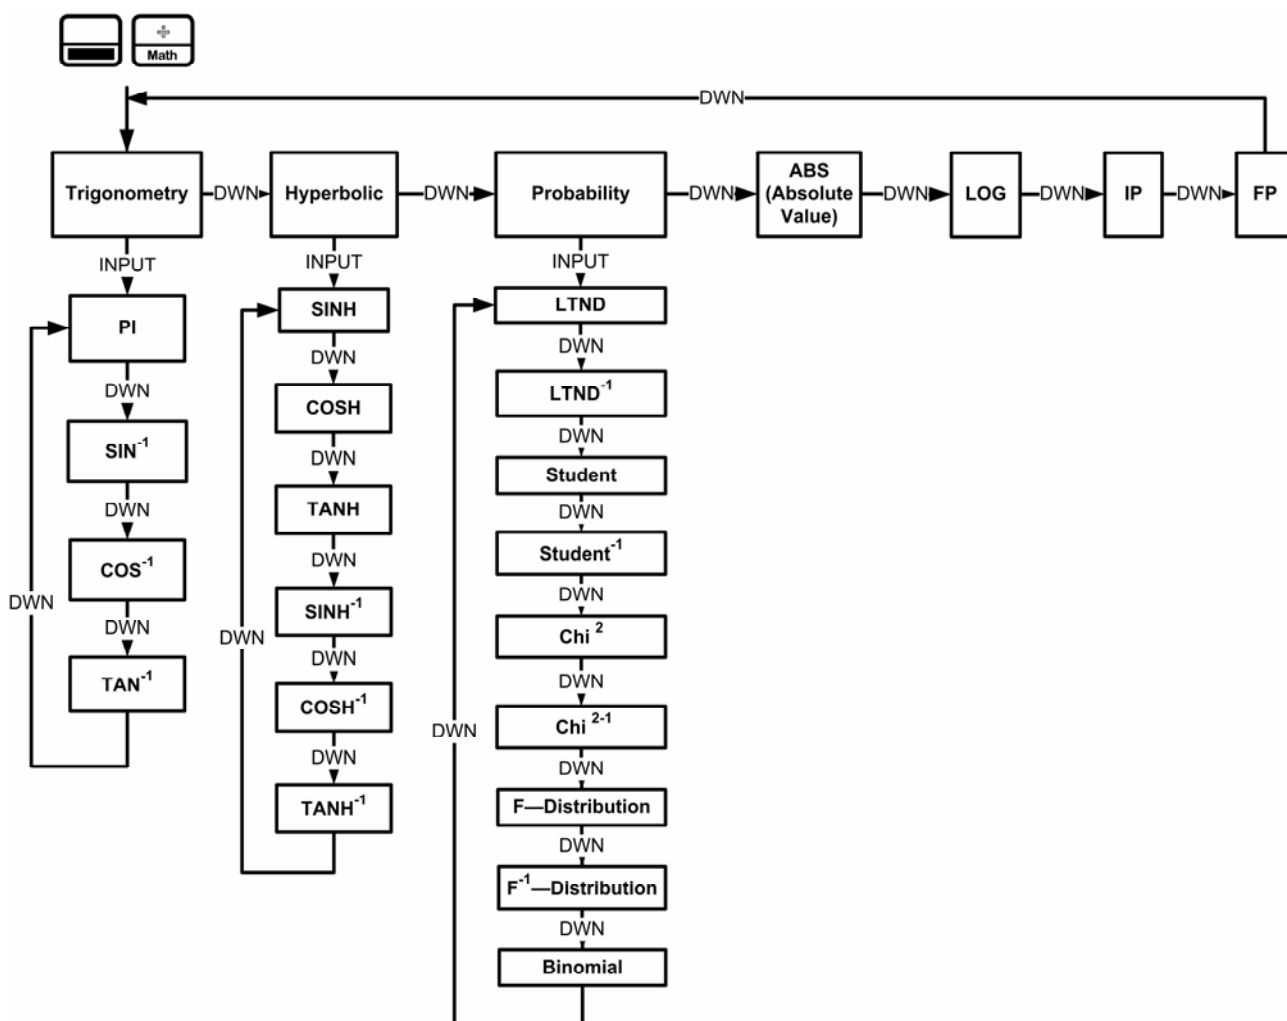 ÷
Math
DWN
Trigonometry DWN Hyperbolic DWN Probability DWN ABS (Absolute Value) DWN LOG DWN IP DWN FP
INPUT
PI
DWN
SIN-1
DWN
COS-1
DWN
TAN-1
DWN
INPUT
SINH
DWN
COSH
DWN
TANH
DWN
SINH-1
DWN
COSH-1
DWN
TANH-1
DWN
INPUT
LTND
DWN
LTND-1
DWN
Student
DWN
Student-1
DWN
Chi 2
DWN
Chi 2-1
DWN
F—Distribution
DWN
F-1—Distribution
DWN
Binomial
DWN